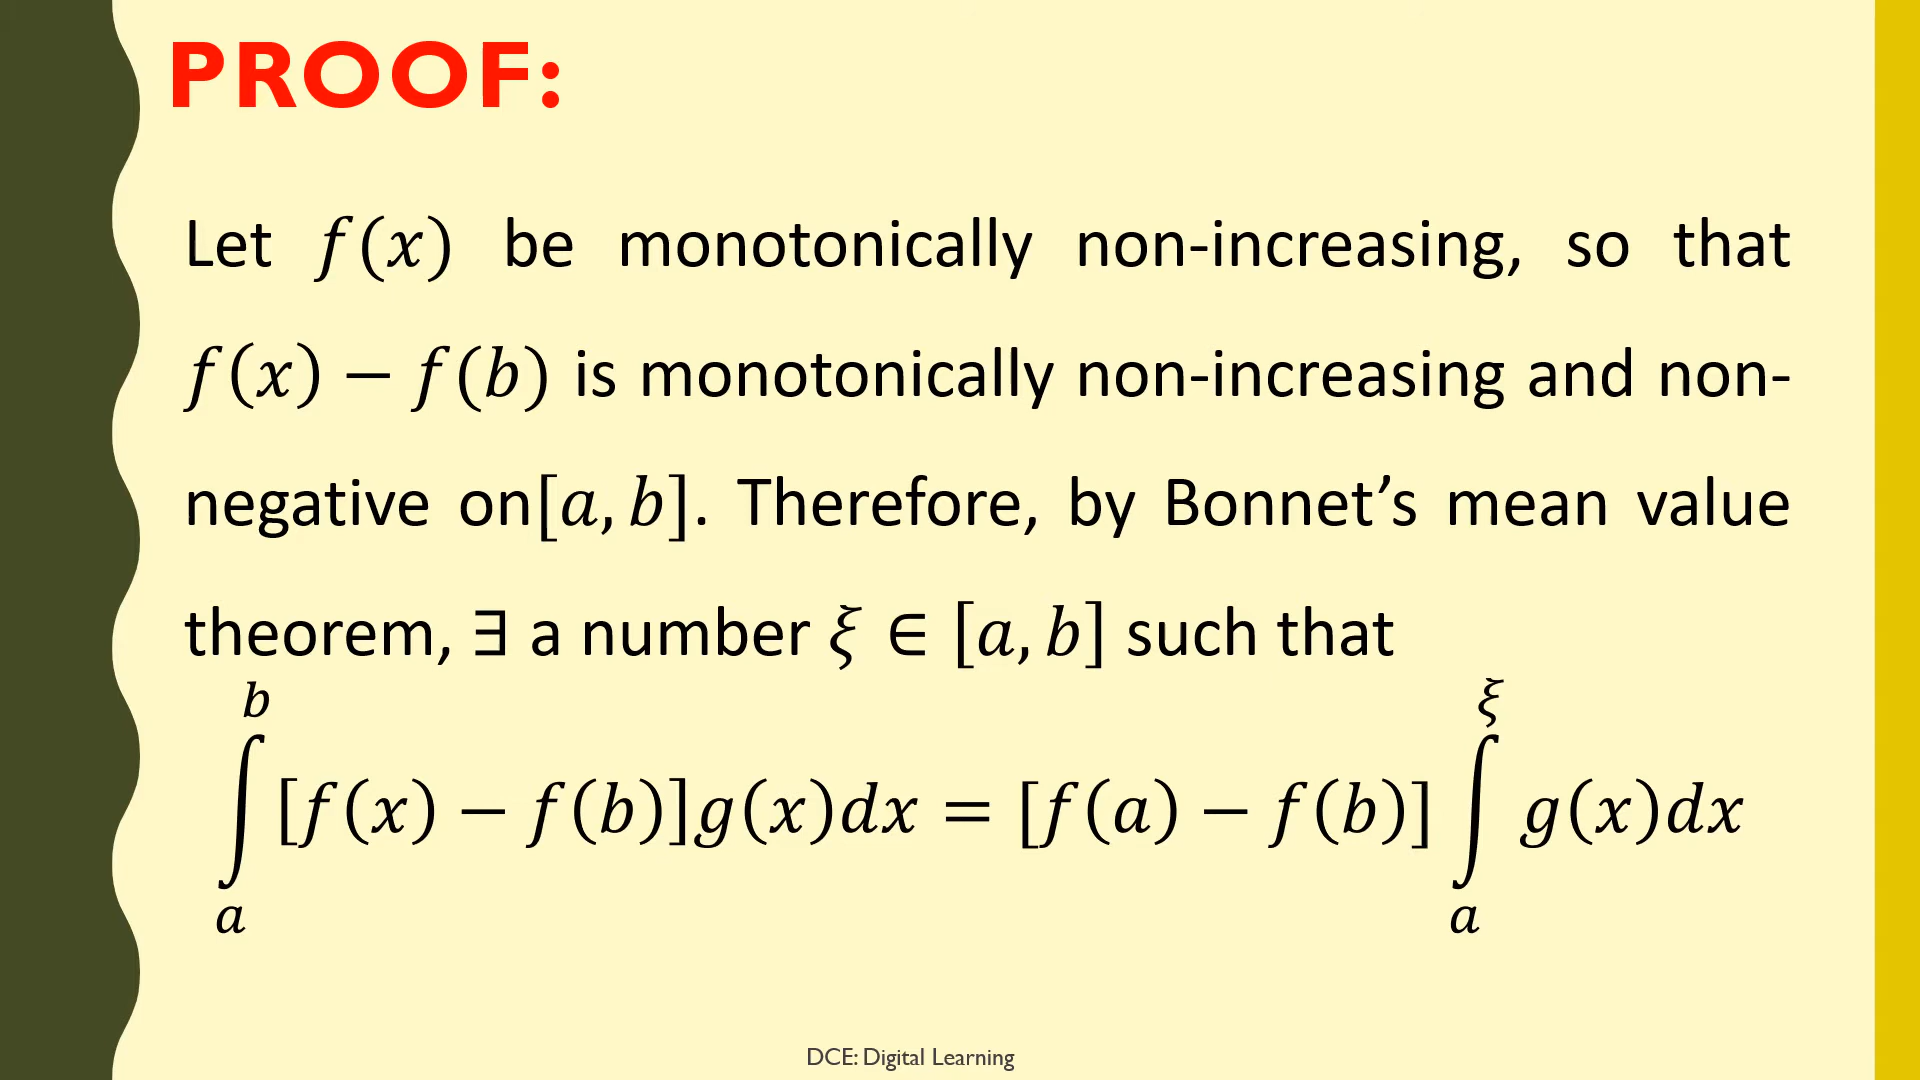 PROOF:
Let f(x) be monotonically non-increasing, so that
f(x) − f(b) is monotonically non-increasing and non-
negative on[a, b]. Therefore, by Bonnet’s mean value
theorem, ∃ a number ξ ∈ [a, b] such that
∫_a^b [f(x) − f(b)]g(x)dx = [f(a) − f(b)] ∫_a^ξ g(x)dx
DCE: Digital Learning